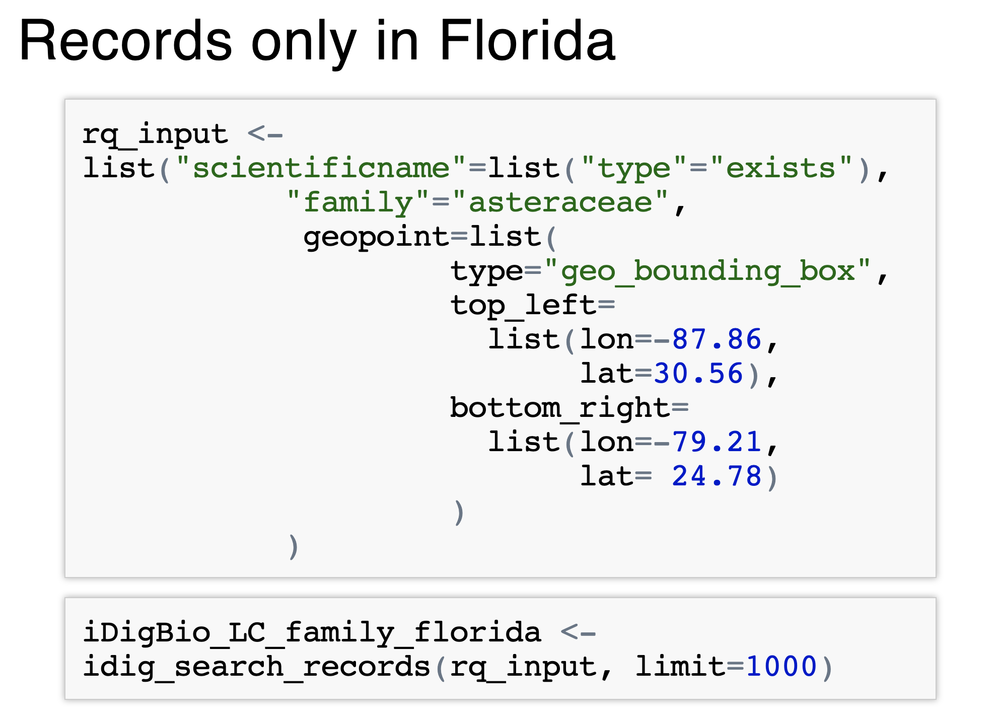 Records only in Florida
rq_input <-
list("scientificname"=list("type"="exists"),
"family"="asteraceae",
geopoint=list(
type="geo_bounding_box",
top_left=
list(lon=-87.86,
lat=30.56),
bottom_right=
list(lon=-79.21,
lat= 24.78)
)
)
iDigBio_LC_family_florida <-
idig_search_records(rq_input, limit=1000)